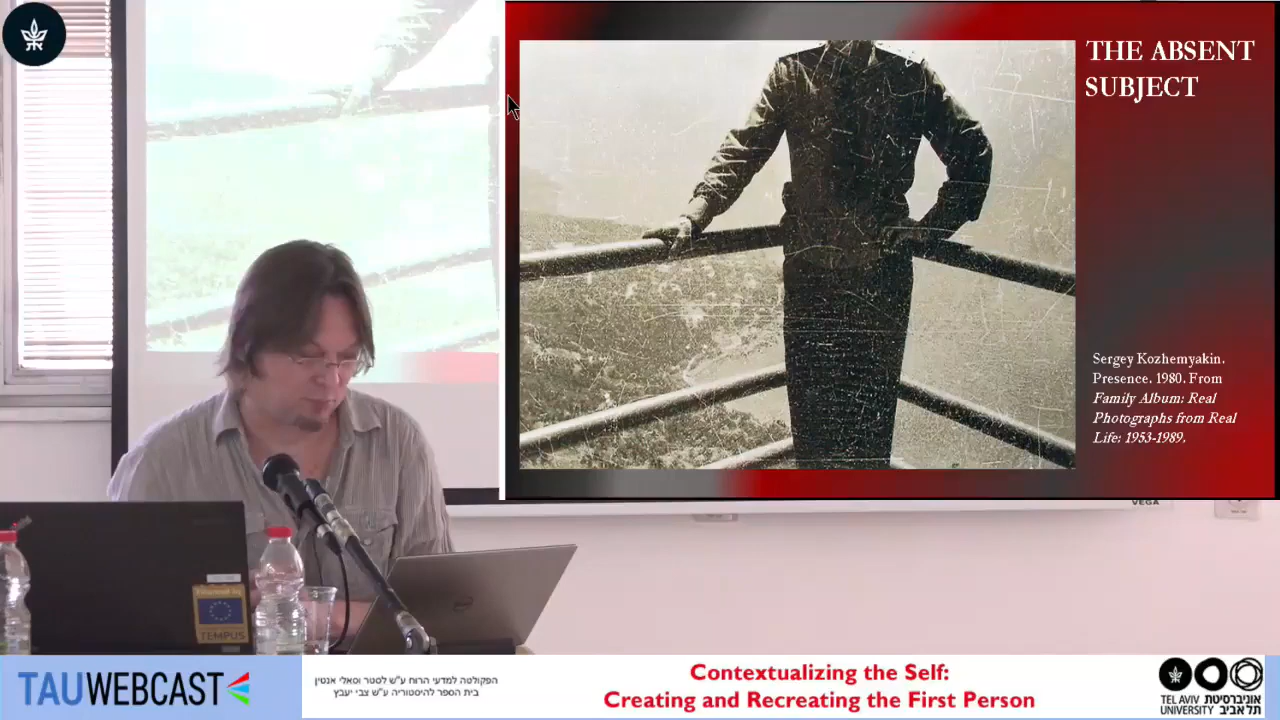 THE ABSENT
SUBJECT
Sergey Kozhemyakin.
Presence. 1980. From
Family Album: Real
Photographs from Real
Life: 1953-1989.
VEGA
TEMPUS
TAUWEBCAST
הפקולטה למדעי הרוח ע"ש לסטר וסאלי אנטין
בית הספר להיסטוריה ע"ש צבי יעבץ
Contextualizing the Self:
Creating and Recreating the First Person
TEL AVIV אוניברסיטת
UNIVERSITY תל אביב